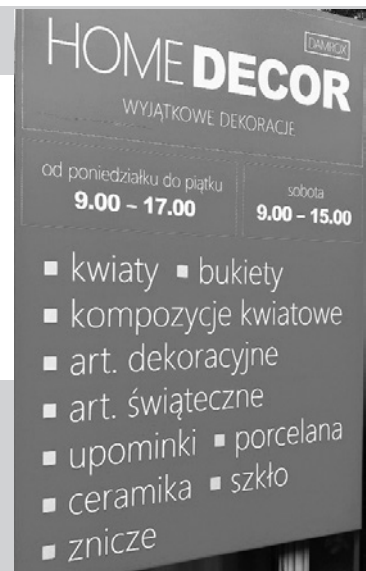 DAMROX
HOME DECOR
WYJĄTKOWE DEKORACJE
od poniedziałku do piątku
9.00 – 17.00
sobota
9.00 – 15.00
▪ kwiaty ▪ bukiety
▪ kompozycje kwiatowe
▪ art. dekoracyjne
▪ art. świąteczne
▪ upominki ▪ porcelana
▪ ceramika ▪ szkło
▪ znicze